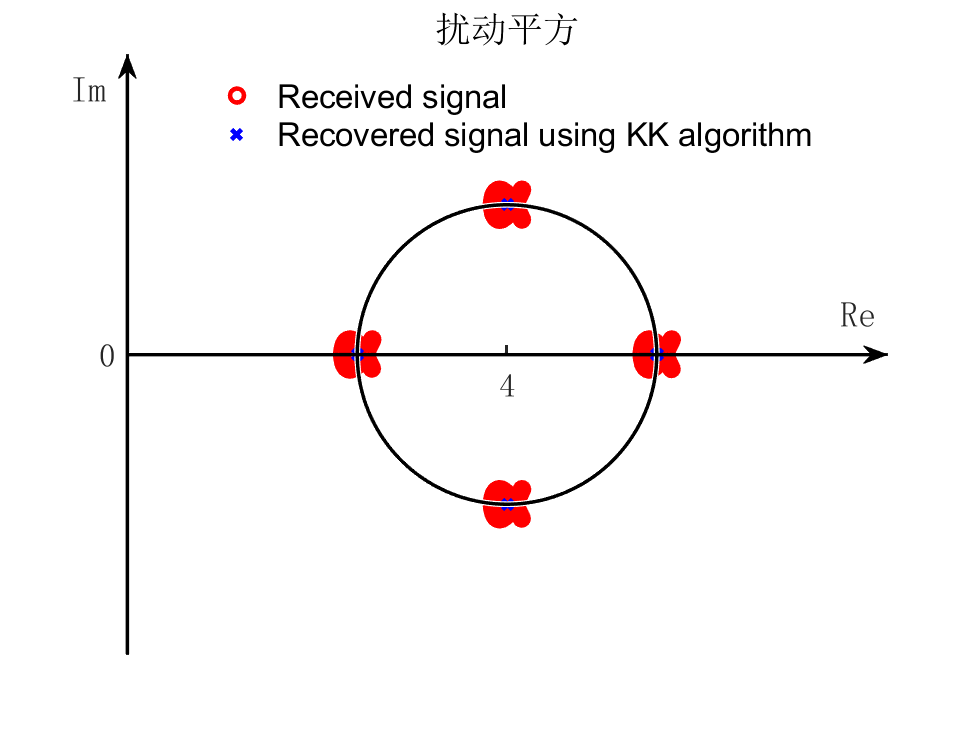 扰动平方
Im
Received signal
Recovered signal using KK algorithm
Re
0
4